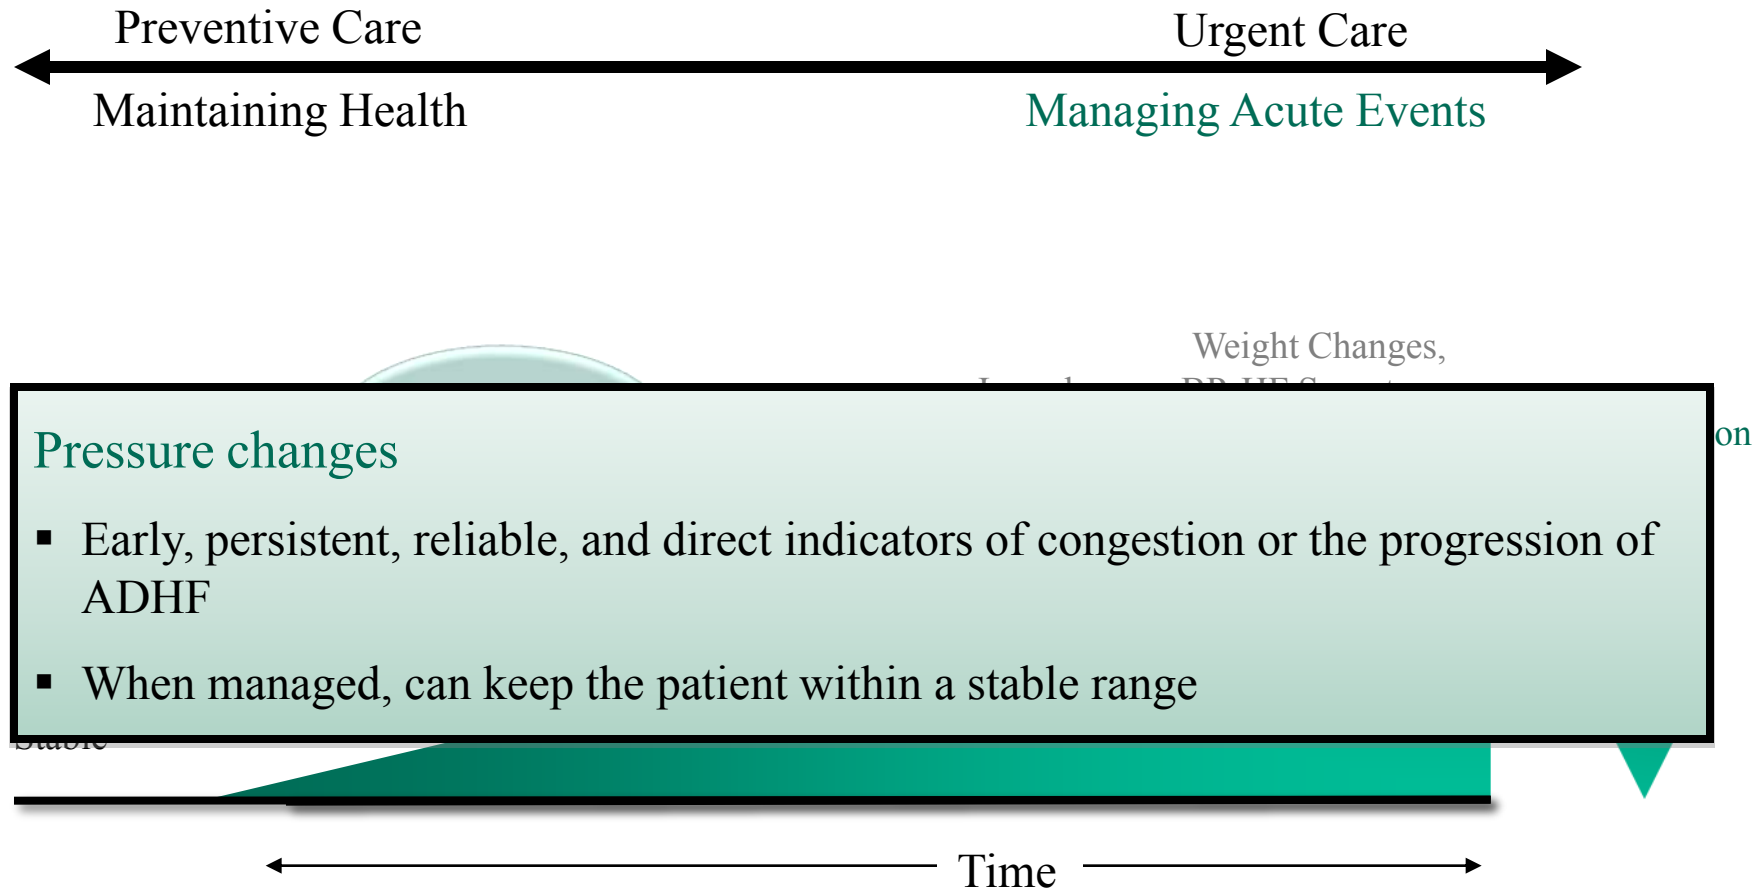 Preventive Care
Urgent Care
Maintaining Health
Managing Acute Events
Weight Changes,
on
Pressure changes
▪ Early, persistent, reliable, and direct indicators of congestion or the progression of
ADHF
▪ When managed, can keep the patient within a stable range
Stable
Time